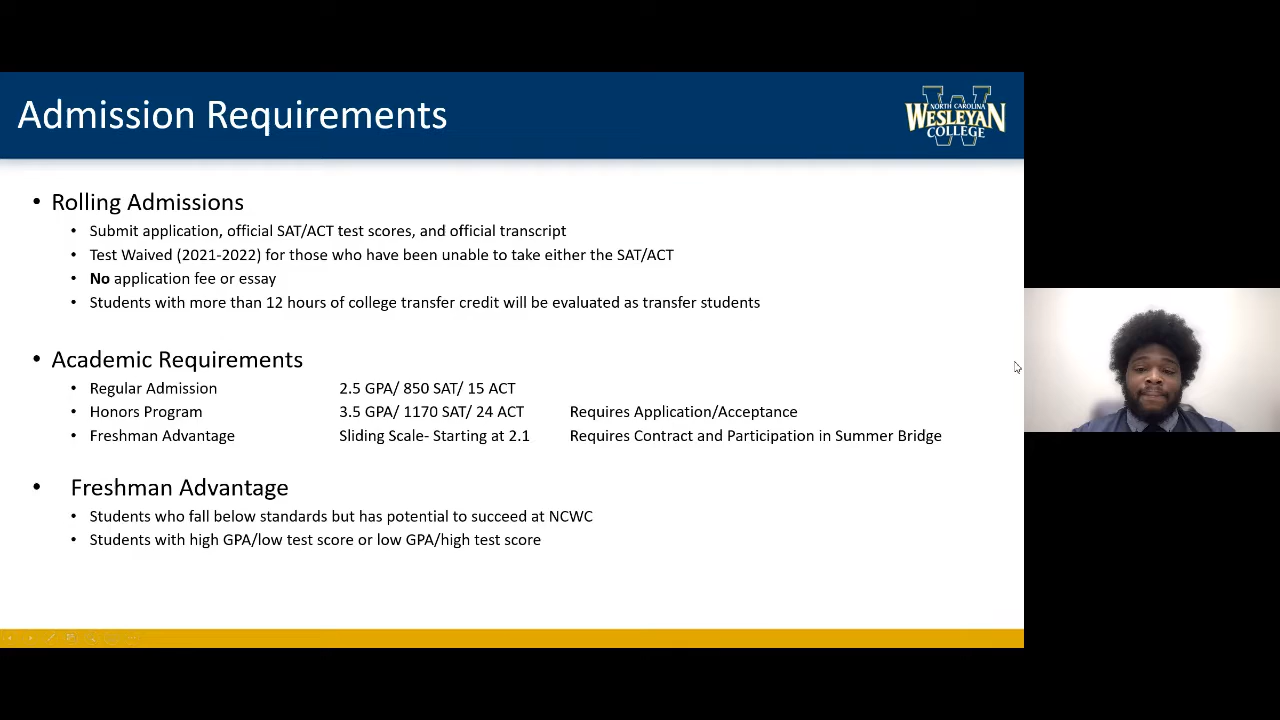 Admission Requirements
NORTH CAROLINA
WESLEYAN
COLLEGE
• Rolling Admissions
• Submit application, official SAT/ACT test scores, and official transcript
• Test Waived (2021-2022) for those who have been unable to take either the SAT/ACT
• No application fee or essay
• Students with more than 12 hours of college transfer credit will be evaluated as transfer students
• Academic Requirements
• Regular Admission 2.5 GPA/ 850 SAT/ 15 ACT
• Honors Program 3.5 GPA/ 1170 SAT/ 24 ACT Requires Application/Acceptance
• Freshman Advantage Sliding Scale- Starting at 2.1 Requires Contract and Participation in Summer Bridge
• Freshman Advantage
• Students who fall below standards but has potential to succeed at NCWC
• Students with high GPA/low test score or low GPA/high test score